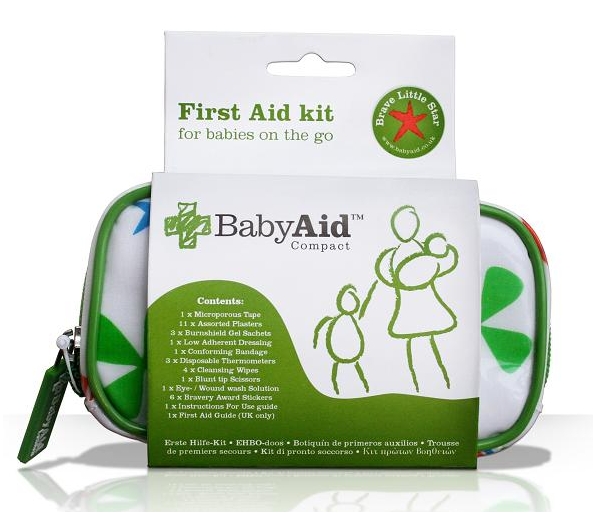 First Aid kit
for babies on the go
Brave Little Star
www.babyaid.co.uk
BabyAid™
Compact
Contents:
1 x Microporous Tape
11 x Assorted Plasters
3 x Burnshield Gel Sachets
1 x Low Adherent Dressing
1 x Conforming Bandage
3 x Disposable Thermometers
4 x Cleansing Wipes
1 x Blunt tip Scissors
1 x Eye- / Wound wash Solution
6 x Bravery Award Stickers
1 x Instructions For Use guide
1x First Aid Guide (UK only)
Erste Hilfe-Kit • EHBO-doos • Botiquín de primeros auxilios • Trousse
de premiers secours • Kit di pronto soccorso • Κιτ πρώτων βοηθειών